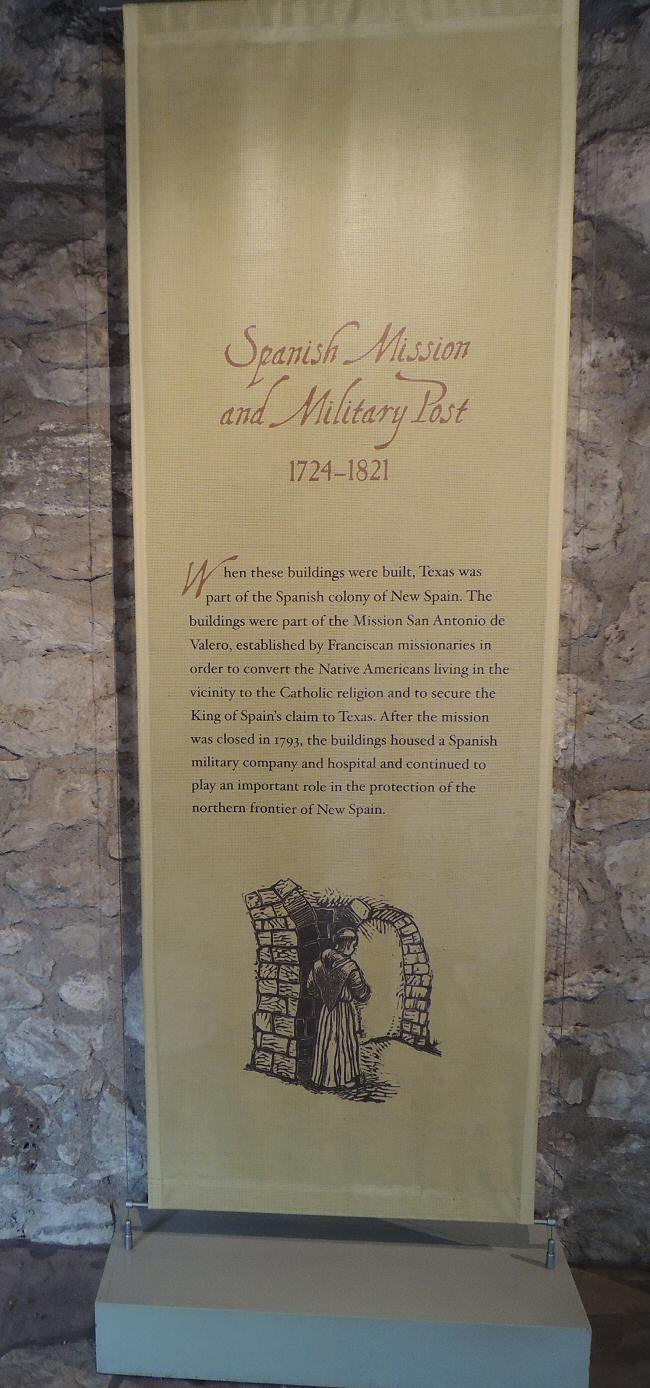 Spanish Mission
and Military Post
1724–1821
When these buildings were built, Texas was
part of the Spanish colony of New Spain. The
buildings were part of the Mission San Antonio de
Valero, established by Franciscan missionaries in
order to convert the Native Americans living in the
vicinity to the Catholic religion and to secure the
King of Spain's claim to Texas. After the mission
was closed in 1793, the buildings housed a Spanish
military company and hospital and continued to
play an important role in the protection of the
northern frontier of New Spain.